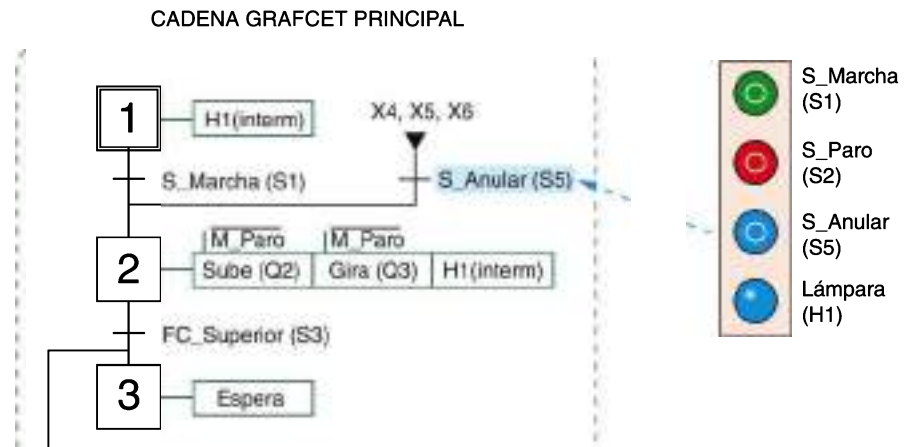 CADENA GRAFCET PRINCIPAL
1
H1(interm)
X4, X5, X6
S_Marcha (S1)
S_Anular (S5)
2
M_Paro
M_Paro
Sube (Q2)
Gira (Q3)
H1(interm)
FC_Superior (S3)
3
Espera
S_Marcha
(S1)
S_Paro
(S2)
S_Anular
(S5)
Lámpara
(H1)